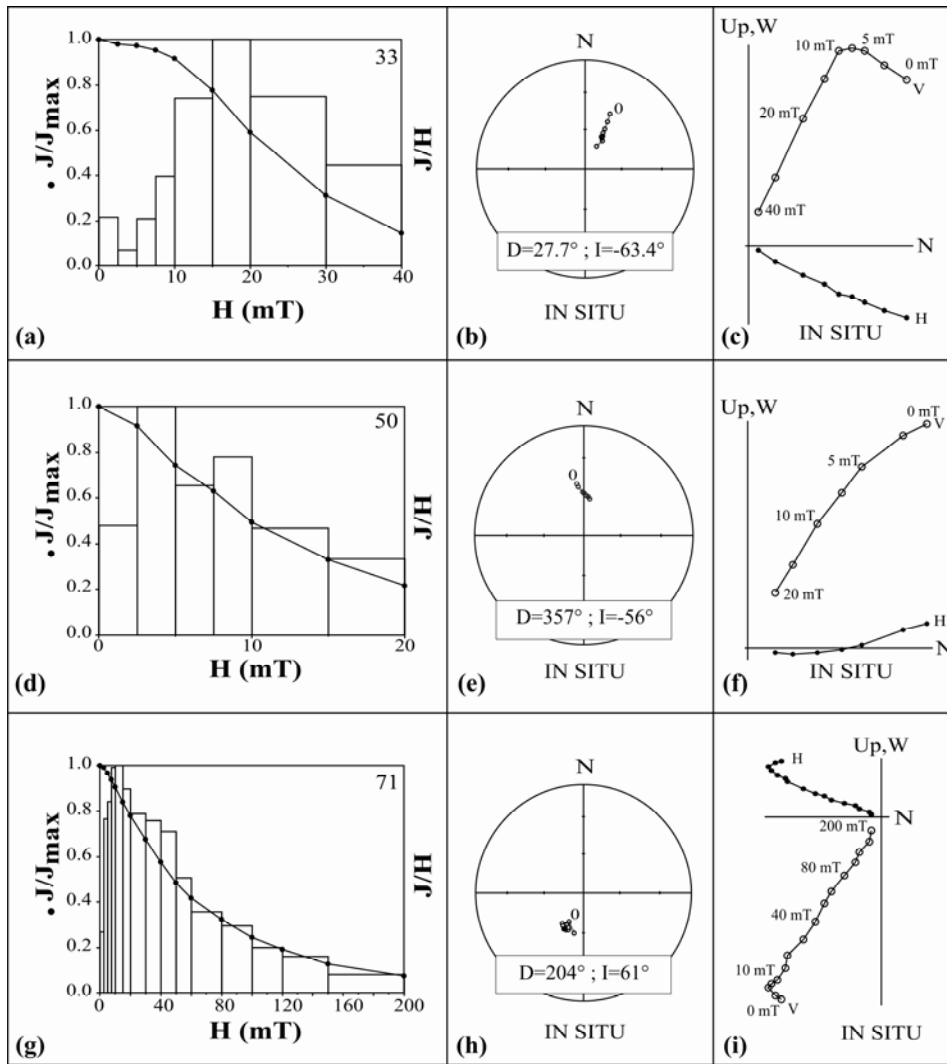 33
1.0
0.8
0.6
0.4
0.2
0.0
• J/Jmax
J/H
0 10 20 30 40
H (mT)
(a)
N
0
D=27.7° ; I=-63.4°
IN SITU
(b)
Up,W
10 mT
5 mT
0 mT
V
20 mT
40 mT
N
H
IN SITU
(c)
50
1.0
0.8
0.6
0.4
0.2
0.0
• J/Jmax
J/H
0 10 20
H (mT)
(d)
N
0
D=357° ; I=-56°
IN SITU
(e)
Up,W
0 mT
V
5 mT
10 mT
20 mT
H
N
IN SITU
(f)
71
1.0
0.8
0.6
0.4
0.2
0.0
• J/Jmax
J/H
0 40 80 120 160 200
H (mT)
(g)
N
0
D=204° ; I=61°
IN SITU
(h)
Up,W
H
200 mT
N
80 mT
40 mT
10 mT
0 mT
V
IN SITU
(i)